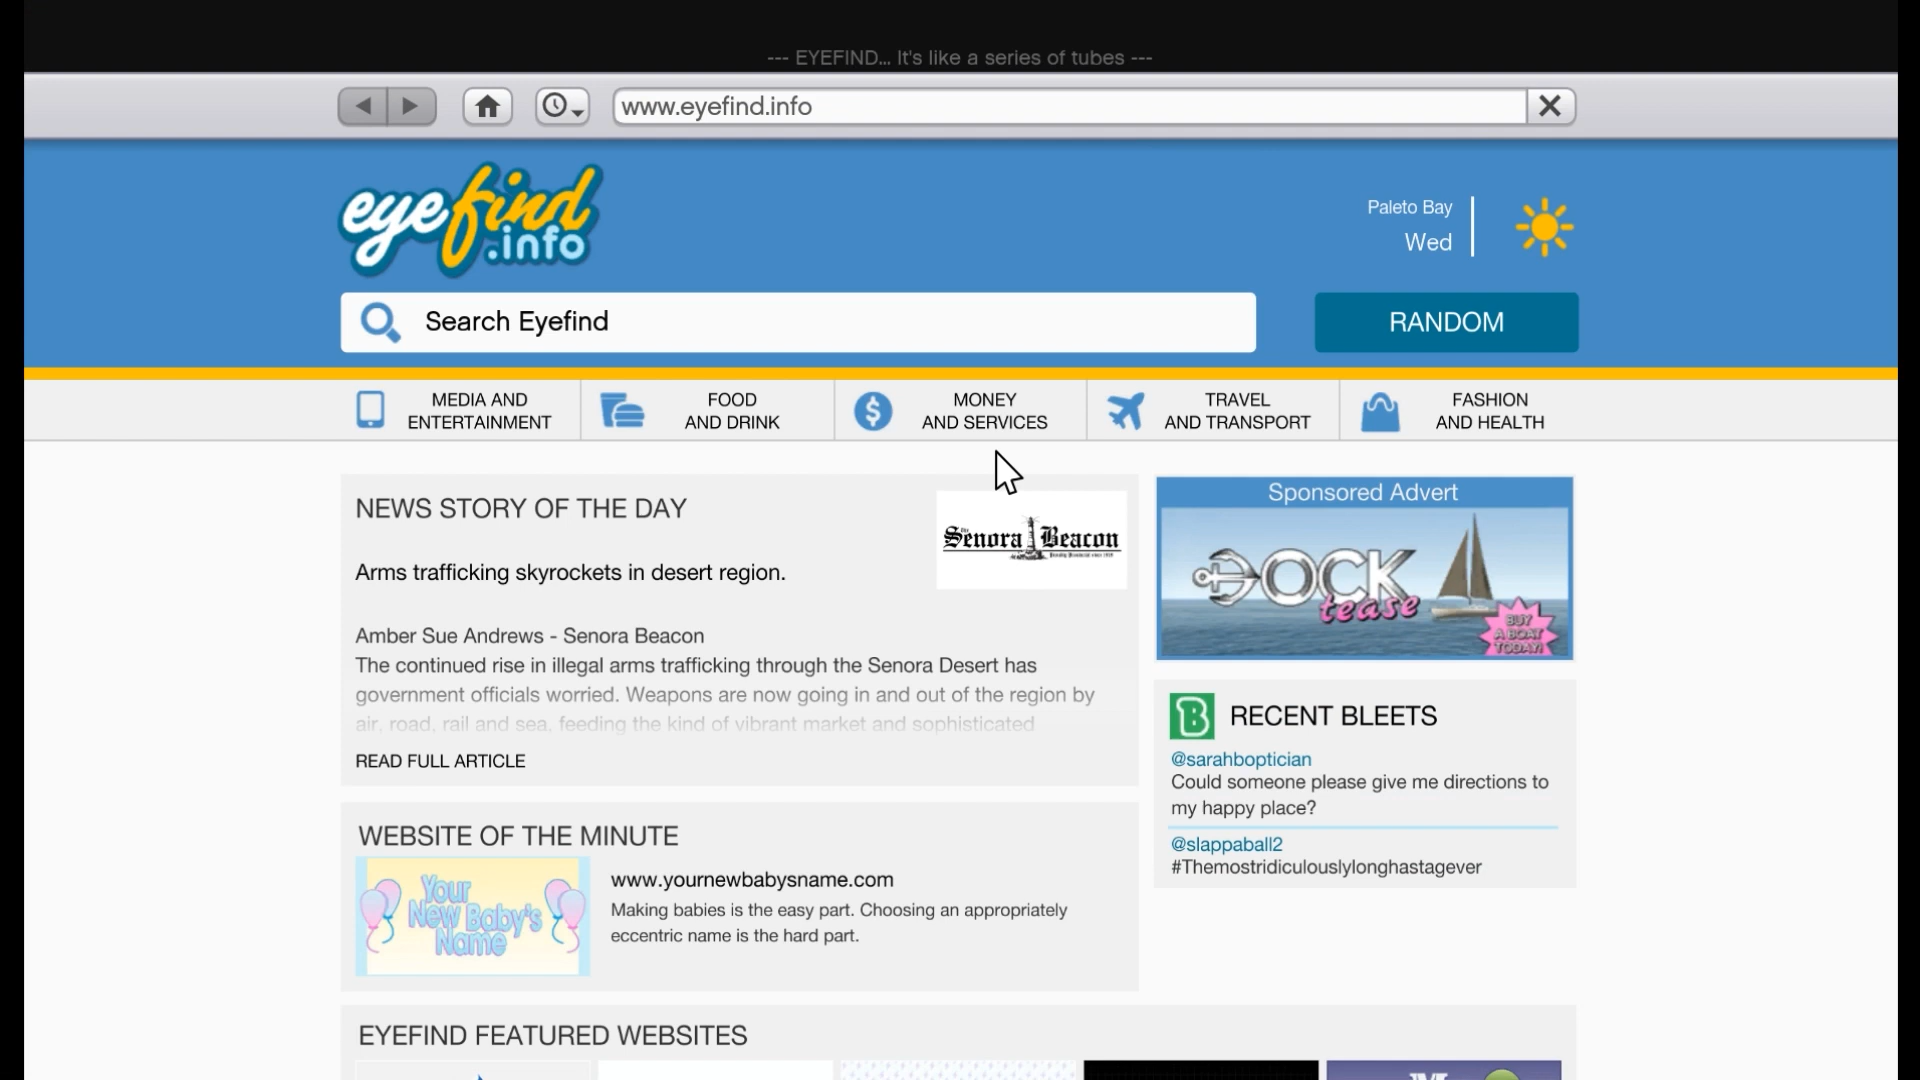 --- EYEFIND... It's like a series of tubes ---
www.eyefind.info
eyefind
.info
Paleto Bay
Wed
Search Eyefind
RANDOM
MEDIA AND
ENTERTAINMENT
FOOD
AND DRINK
MONEY
AND SERVICES
TRAVEL
AND TRANSPORT
FASHION
AND HEALTH
NEWS STORY OF THE DAY
The Senora Beacon
Arms trafficking skyrockets in desert region.
Amber Sue Andrews - Senora Beacon
The continued rise in illegal arms trafficking through the Senora Desert has
government officials worried. Weapons are now going in and out of the region by
air, road, rail and sea, feeding the kind of vibrant market and sophisticated
READ FULL ARTICLE
Sponsored Advert
DOCK
tease
BUY
A BOAT
TODAY!
RECENT BLEETS
@sarahboptician
Could someone please give me directions to
my happy place?
@slappaball2
#Themostridiculouslylonghastagever
WEBSITE OF THE MINUTE
Your
New Baby's
Name
www.yournewbabysname.com
Making babies is the easy part. Choosing an appropriately
eccentric name is the hard part.
EYEFIND FEATURED WEBSITES